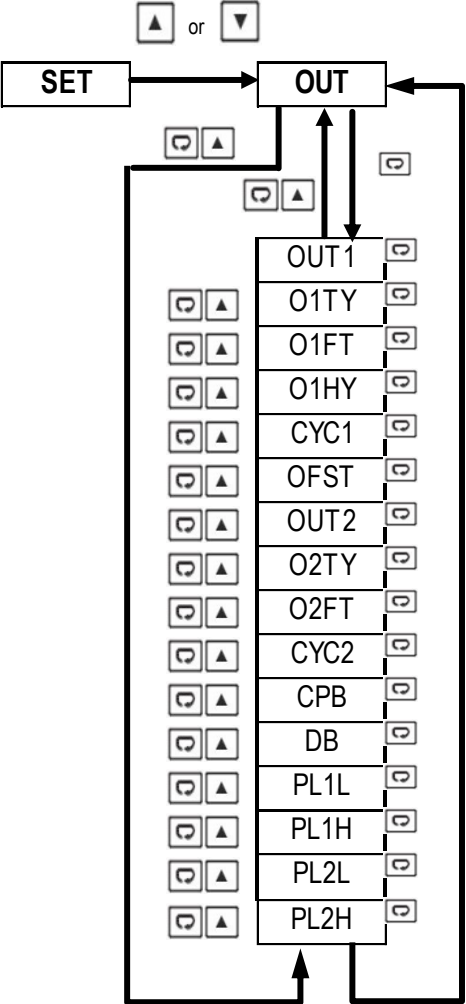 or
SET
OUT
OUT1
O1TY
O1FT
O1HY
CYC1
OFST
OUT2
O2TY
O2FT
CYC2
CPB
DB
PL1L
PL1H
PL2L
PL2H